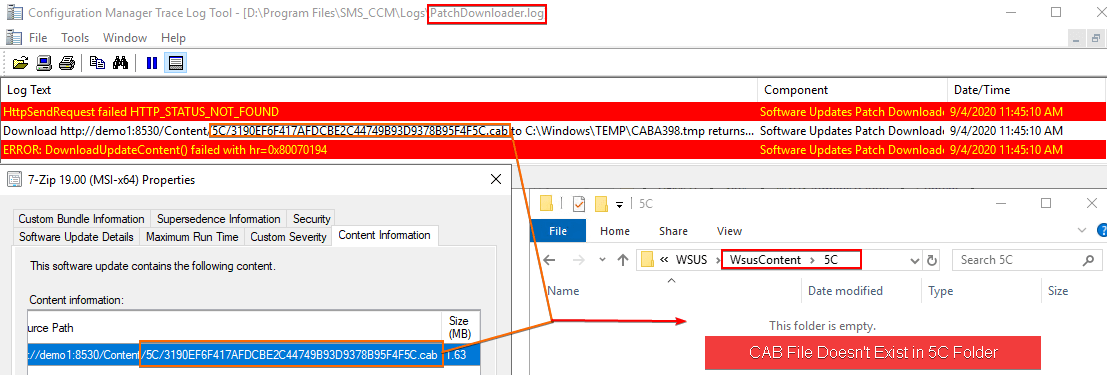 Configuration Manager Trace Log Tool - [D:\Program Files\SMS_CCM\Logs\PatchDownloader.log
File Tools Window Help
Log Text Component Date/Time
HttpSendRequest failed HTTP_STATUS_NOT_FOUND Software Updates Patch Downloade 9/4/2020 11:45:10 AM
Download http://demo1:8530/Content/5C/3190EF6F417AFDCBE2C44749B93D9378B95F4F5C.cab to C:\Windows\TEMP\CABA398.tmp returns... Software Updates Patch Downloade 9/4/2020 11:45:10 AM
ERROR: DownloadUpdateContent() failed with hr=0x80070194 Software Updates Patch Downloade 9/4/2020 11:45:10 AM
7-Zip 19.00 (MSI-x64) Properties
Custom Bundle Information Supersedence Information Security
Software Update Details Maximum Run Time Custom Severity Content Information
This software update contains the following content.
Content information:
urce Path Size
(MB)
://demo1:8530/Content/5C/3190EF6F417AFDCBE2C44749B93D9378B95F4F5C.cab 1.63
5C
File Home Share View
« WSUS > WsusContent > 5C Search 5C
Name Date modified Type Size
This folder is empty.
CAB File Doesn't Exist in 5C Folder